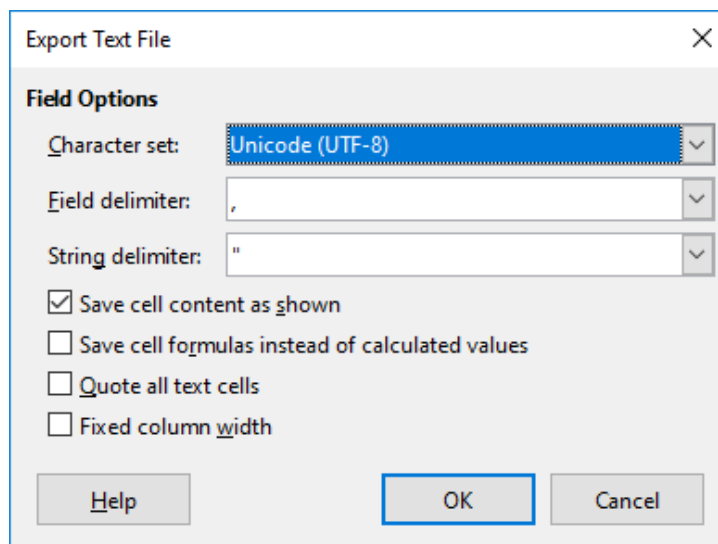 Export Text File
Field Options
Character set: Unicode (UTF-8)
Field delimiter: ,
String delimiter: "
Save cell content as shown
Save cell formulas instead of calculated values
Quote all text cells
Fixed column width
Help OK Cancel